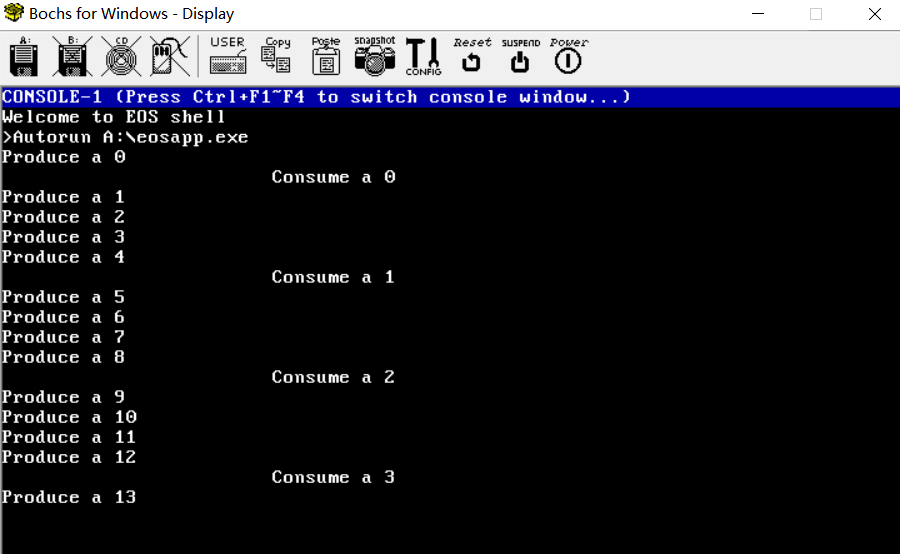 Bochs for Windows - Display
A: B: CD USER Copy Paste snapshot CONFIG Reset SUSPEND Power
CONSOLE-1 (Press Ctrl+F1~F4 to switch console window...)
Welcome to EOS shell
>Autorun A:\eosapp.exe
Produce a 0
Consume a 0
Produce a 1
Produce a 2
Produce a 3
Produce a 4
Consume a 1
Produce a 5
Produce a 6
Produce a 7
Produce a 8
Consume a 2
Produce a 9
Produce a 10
Produce a 11
Produce a 12
Consume a 3
Produce a 13